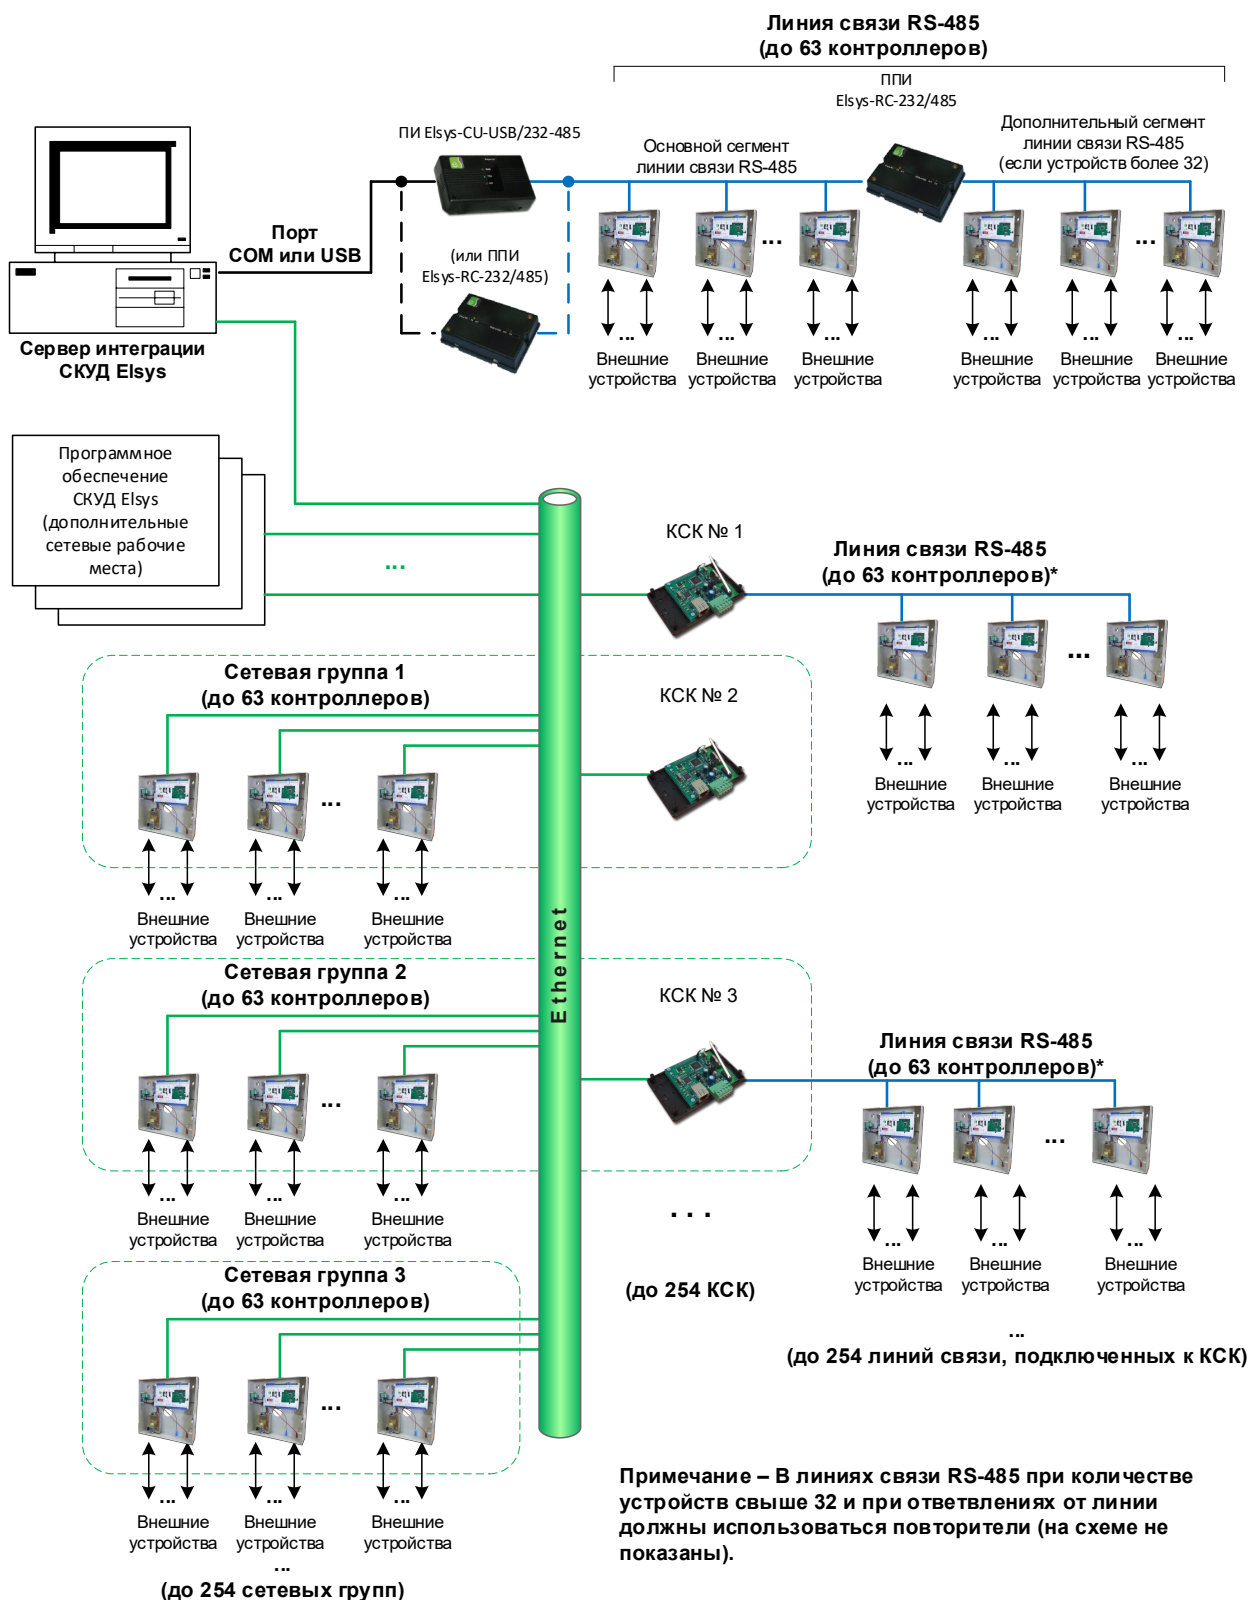 Линия связи RS-485
(до 63 контроллеров)
ППИ
Elsys-RC-232/485
ПИ Elsys-CU-USB/232-485
Основной сегмент
линии связи RS-485
Дополнительный сегмент
линии связи RS-485
(если устройств более 32)
Порт
COM или USB
(или ППИ
Elsys-RC-232/485)
...
...
Сервер интеграции
СКУД Elsys
...
Внешние
устройства
...
Внешние
устройства
...
Внешние
устройства
...
Внешние
устройства
...
Внешние
устройства
...
Внешние
устройства
Программное
обеспечение
СКУД Elsys
(дополнительные
сетевые рабочие
места)
...
КСК № 1
Линия связи RS-485
(до 63 контроллеров)*
...
...
Внешние
устройства
...
Внешние
устройства
...
Внешние
устройства
Сетевая группа 1
(до 63 контроллеров)
КСК № 2
...
...
Внешние
устройства
...
Внешние
устройства
...
Внешние
устройства
Ethernet
Сетевая группа 2
(до 63 контроллеров)
КСК № 3
Линия связи RS-485
(до 63 контроллеров)*
...
...
...
Внешние
устройства
...
Внешние
устройства
...
Внешние
устройства
...
Внешние
устройства
...
Внешние
устройства
...
Внешние
устройства
. . .
(до 254 КСК)
...
(до 254 линий связи, подключенных к КСК)
Сетевая группа 3
(до 63 контроллеров)
...
...
Внешние
устройства
...
Внешние
устройства
...
Внешние
устройства
...
(до 254 сетевых групп)
Примечание – В линиях связи RS-485 при количестве
устройств свыше 32 и при ответвлениях от линии
должны использоваться повторители (на схеме не
показаны).